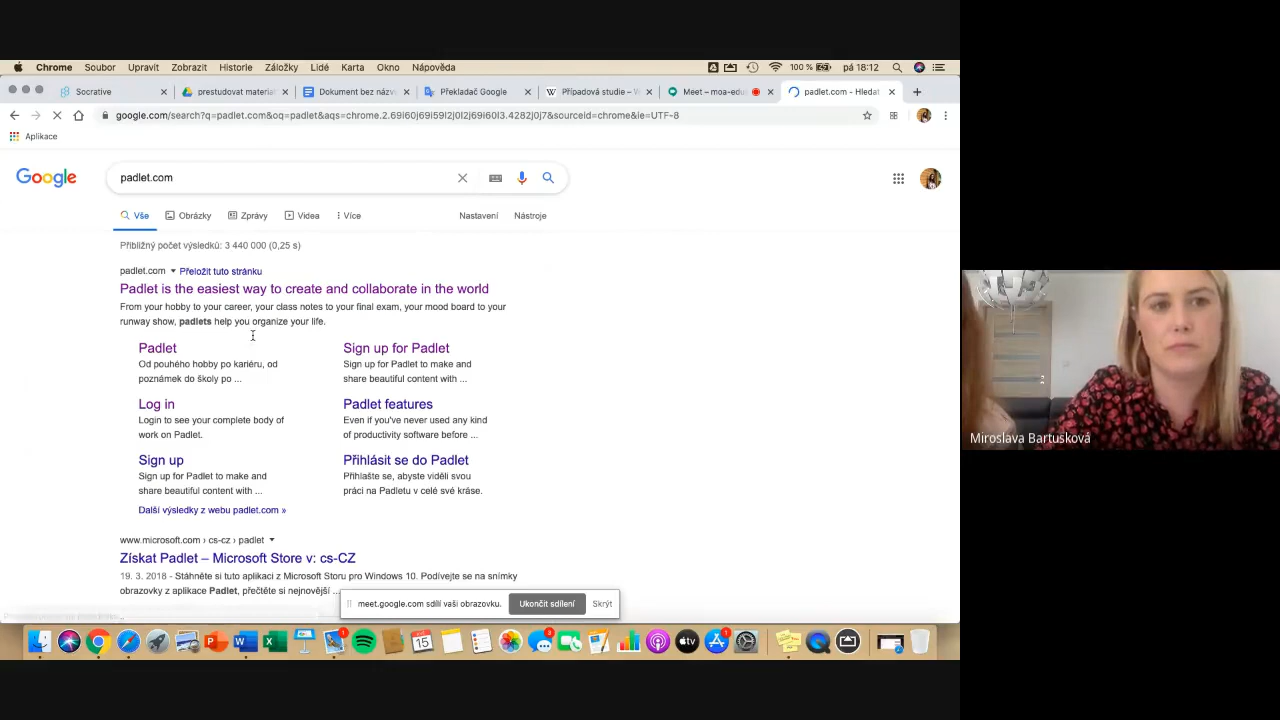 Chrome Soubor Upravit Zobrazit Historie Záložky Lidé Karta Okno Nápověda 100 % pá 18:12
Socrative prestudovat materia Dokument bez názv Překladač Google Případová studie – W Meet – moa-edu padlet.com - Hledat
google.com/search?q=padlet.com&oq=padlet&aqs=chrome.2.69i60j69i59l2j0l2j69i60l3.4282j0j7&sourceid=chrome&ie=UTF-8
Aplikace
Google padlet.com
Vše Obrázky Zprávy Videa Více Nastavení Nástroje
Přibližný počet výsledků: 3 440 000 (0,25 s)
padlet.com Přeložit tuto stránku
Padlet is the easiest way to create and collaborate in the world
From your hobby to your career, your class notes to your final exam, your mood board to your
runway show, padlets help you organize your life.
Padlet
Od pouhého hobby po kariéru, od
poznámek do školy po ...
Sign up for Padlet
Sign up for Padlet to make and
share beautiful content with ...
Log in
Login to see your complete body of
work on Padlet.
Padlet features
Even if you've never used any kind
of productivity software before ...
Sign up
Sign up for Padlet to make and
share beautiful content with ...
Přihlásit se do Padlet
Přihlašte se, abyste viděli svou
práci na Padletu v celé své kráse.
Další výsledky z webu padlet.com »
www.microsoft.com › cs-cz › padlet
Získat Padlet – Microsoft Store v: cs-CZ
19. 3. 2018 - Stáhněte si tuto aplikaci z Microsoft Storu pro Windows 10. Podívejte se na snímky
obrazovky z aplikace Padlet, přečtěte si nejnovější ...
meet.google.com sdílí vaši obrazovku. Ukončit sdílení Skrýt
Miroslava Bartusková